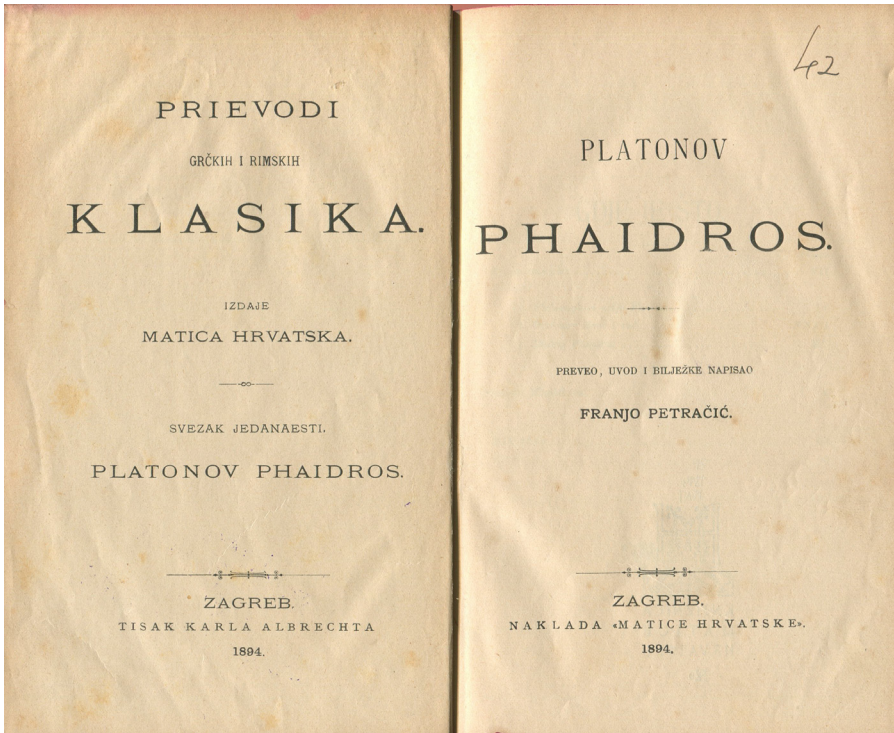 PRIEVODI
GRČKIH I RIMSKIH
KLASIKA.
IZDAJE
MATICA HRVATSKA.
SVEZAK JEDANAESTI.
PLATONOV PHAIDROS.
ZAGREB.
TISAK KARLA ALBRECHTA
1894.
42
PLATONOV
PHAIDROS.
PREVEO, UVOD I BILJEŽKE NAPISAO
FRANJO PETRAČIĆ.
ZAGREB.
NAKLADA «MATICE HRVATSKE».
1894.